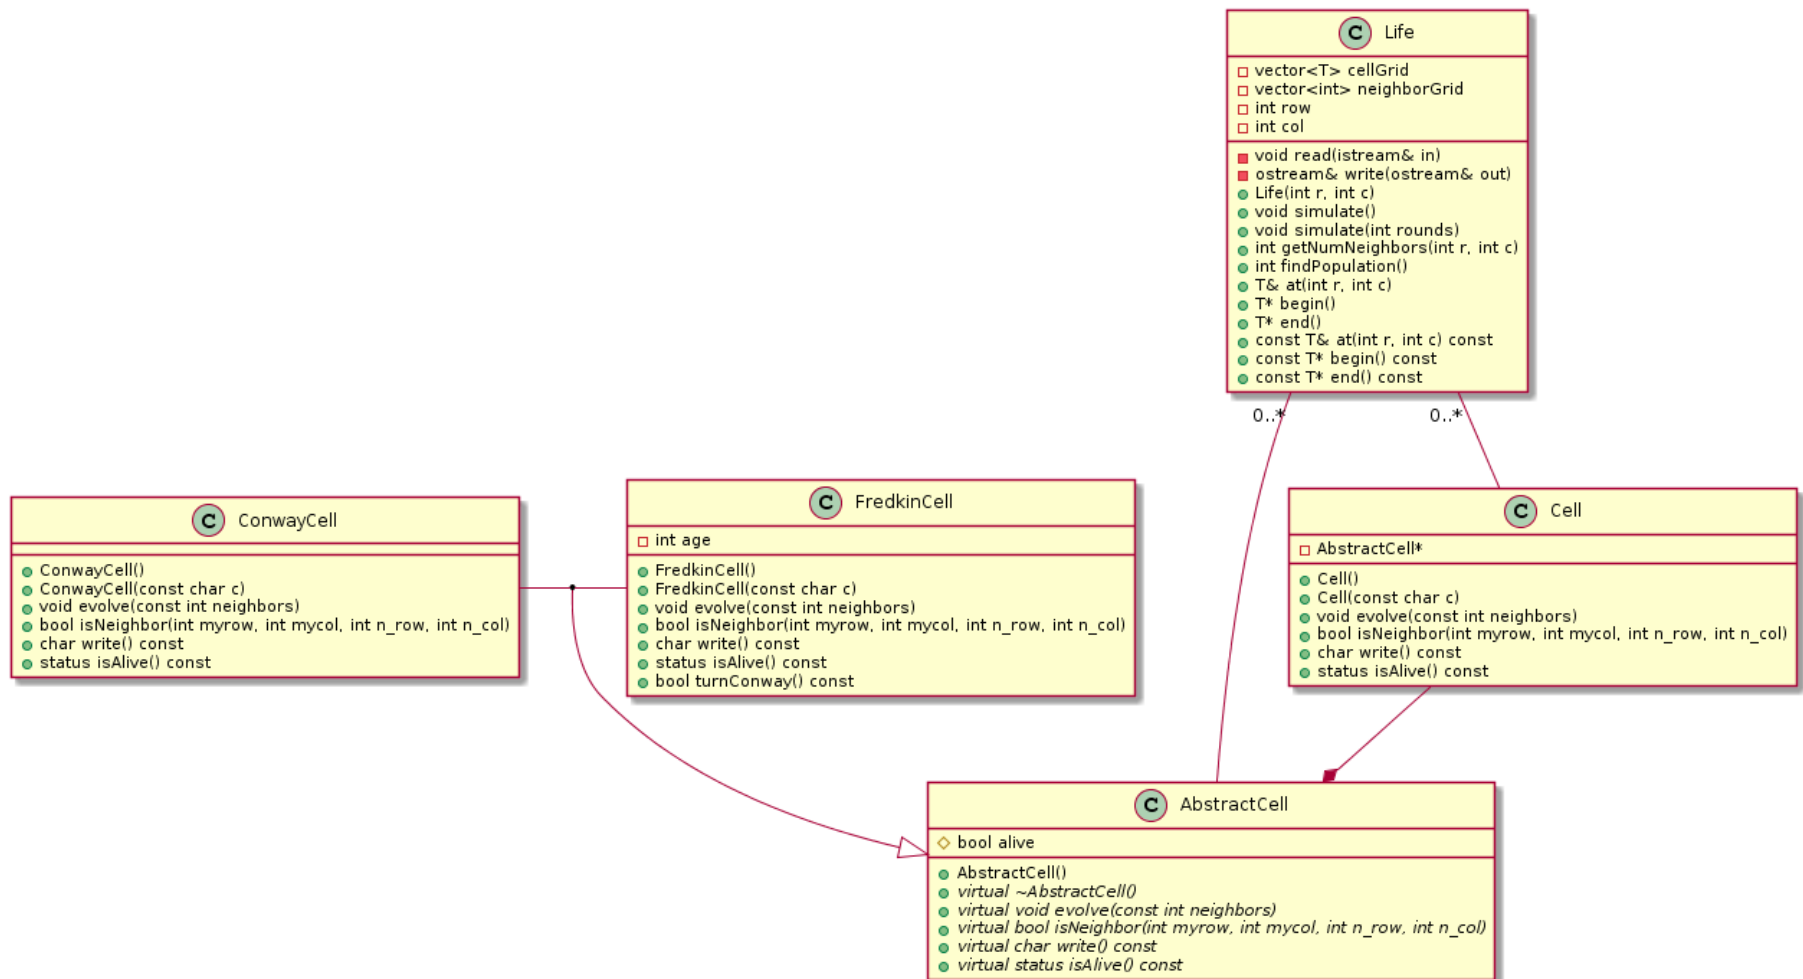 C Life
vector<T> cellGrid
vector<int> neighborGrid
int row
int col
void read(istream& in)
ostream& write(ostream& out)
Life(int r, int c)
void simulate()
void simulate(int rounds)
int getNumNeighbors(int r, int c)
int findPopulation()
T& at(int r, int c)
T* begin()
T* end()
const T& at(int r, int c) const
const T* begin() const
const T* end() const
0..*
0..*
C ConwayCell
ConwayCell()
ConwayCell(const char c)
void evolve(const int neighbors)
bool isNeighbor(int myrow, int mycol, int n_row, int n_col)
char write() const
status isAlive() const
C FredkinCell
int age
FredkinCell()
FredkinCell(const char c)
void evolve(const int neighbors)
bool isNeighbor(int myrow, int mycol, int n_row, int n_col)
char write() const
status isAlive() const
bool turnConway() const
C Cell
AbstractCell*
Cell()
Cell(const char c)
void evolve(const int neighbors)
bool isNeighbor(int myrow, int mycol, int n_row, int n_col)
char write() const
status isAlive() const
C AbstractCell
bool alive
AbstractCell()
virtual ~AbstractCell()
virtual void evolve(const int neighbors)
virtual bool isNeighbor(int myrow, int mycol, int n_row, int n_col)
virtual char write() const
virtual status isAlive() const